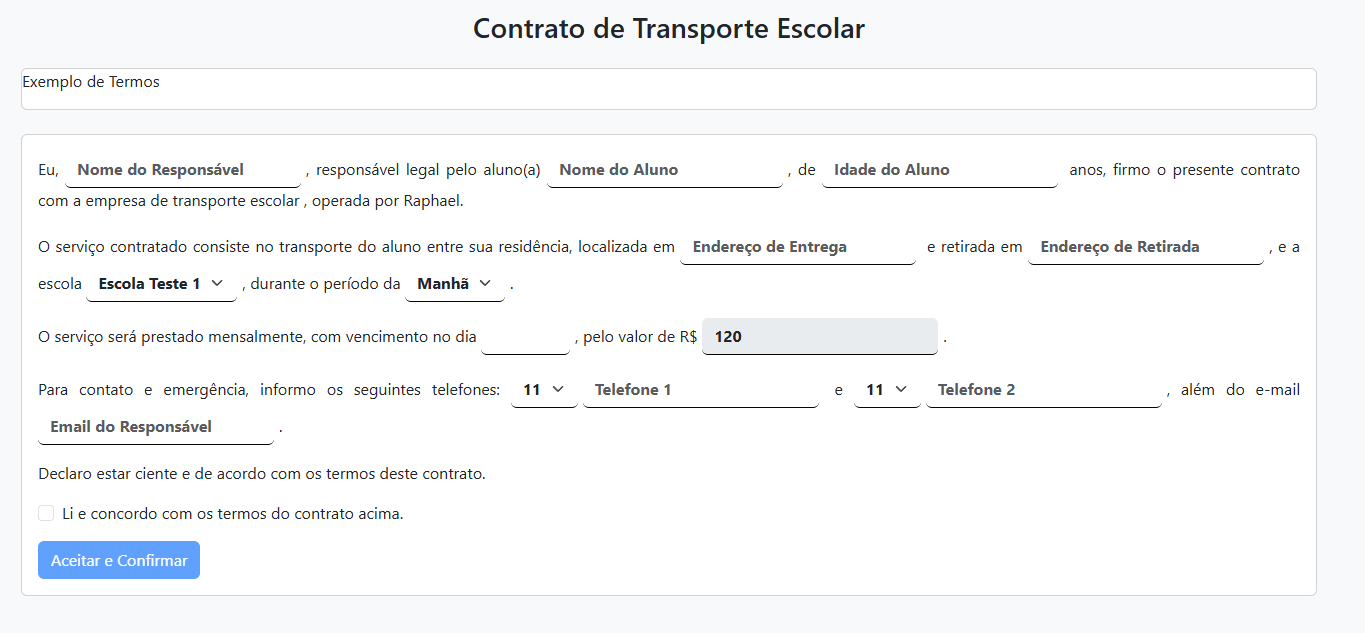 Contrato de Transporte Escolar
Exemplo de Termos
Eu, Nome do Responsável , responsável legal pelo aluno(a) Nome do Aluno , de Idade do Aluno anos, firmo o presente contrato
com a empresa de transporte escolar , operada por Raphael.
O serviço contratado consiste no transporte do aluno entre sua residência, localizada em Endereço de Entrega e retirada em Endereço de Retirada , e a
escola Escola Teste 1 , durante o período da Manhã .
O serviço será prestado mensalmente, com vencimento no dia , pelo valor de R$ 120 .
Para contato e emergência, informo os seguintes telefones: 11 Telefone 1 e 11 Telefone 2 , além do e-mail
Email do Responsável .
Declaro estar ciente e de acordo com os termos deste contrato.
Li e concordo com os termos do contrato acima.
Aceitar e Confirmar